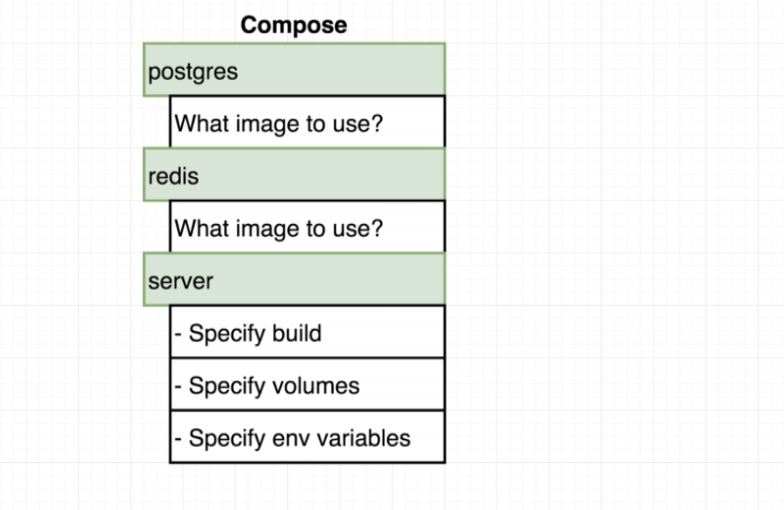 Compose
postgres
What image to use?
redis
What image to use?
server
- Specify build
- Specify volumes
- Specify env variables